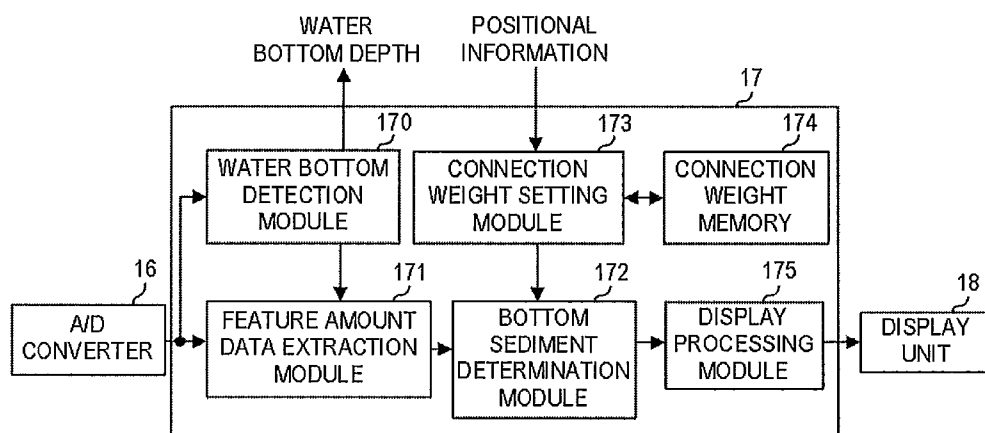 WATER
BOTTOM DEPTH
POSITIONAL
INFORMATION
17
170
WATER BOTTOM
DETECTION
MODULE
173
CONNECTION
WEIGHT SETTING
MODULE
174
CONNECTION
WEIGHT
MEMORY
16
A/D
CONVERTER
171
FEATURE AMOUNT
DATA EXTRACTION
MODULE
172
BOTTOM
SEDIMENT
DETERMINATION
MODULE
175
DISPLAY
PROCESSING
MODULE
18
DISPLAY
UNIT